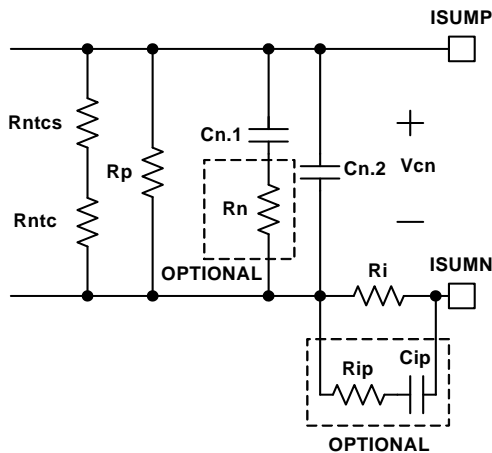 ISUMP
Rntcs
Cn.1
+
Rp
Cn.2
Vcn
Rntc
Rn
−
OPTIONAL
Ri
ISUMN
Rip
Cip
OPTIONAL